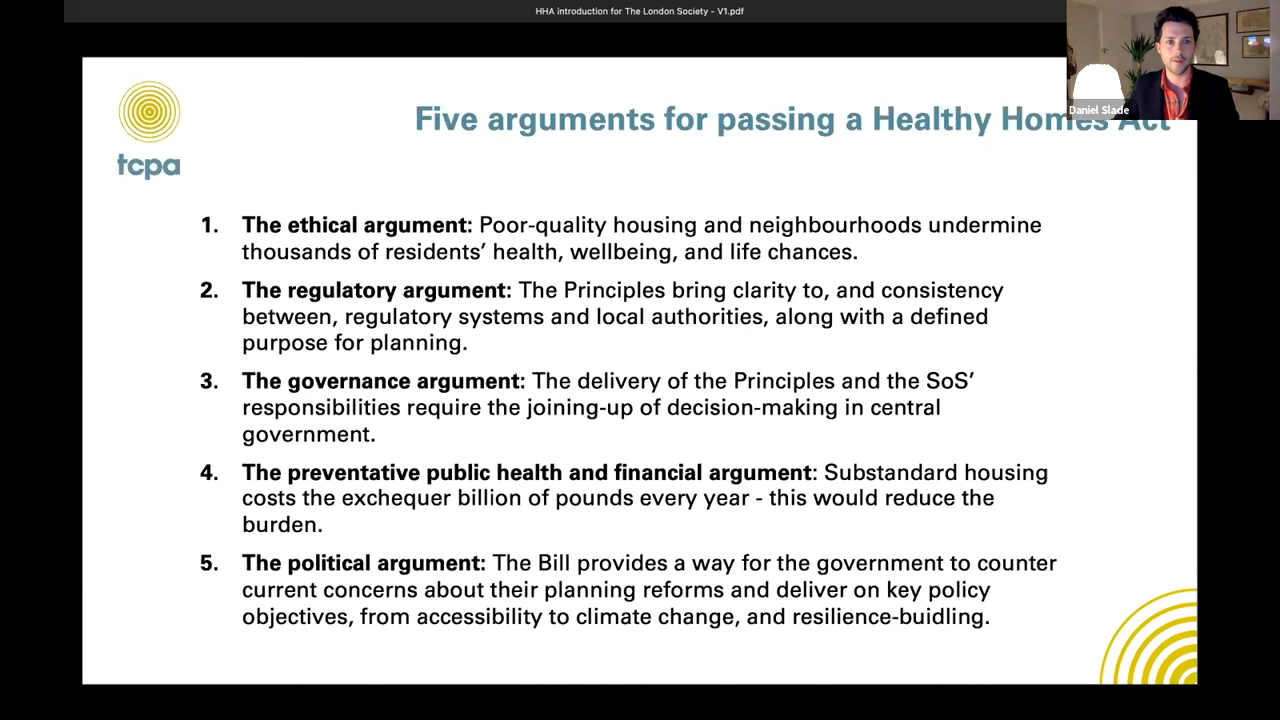 HHA introduction for The London Society - V1.pdf
Daniel Slade
tcpa
Five arguments for passing a Healthy Homes Act
1. The ethical argument: Poor-quality housing and neighbourhoods undermine
thousands of residents’ health, wellbeing, and life chances.
2. The regulatory argument: The Principles bring clarity to, and consistency
between, regulatory systems and local authorities, along with a defined
purpose for planning.
3. The governance argument: The delivery of the Principles and the SoS’
responsibilities require the joining-up of decision-making in central
government.
4. The preventative public health and financial argument: Substandard housing
costs the exchequer billion of pounds every year - this would reduce the
burden.
5. The political argument: The Bill provides a way for the government to counter
current concerns about their planning reforms and deliver on key policy
objectives, from accessibility to climate change, and resilience-buidling.